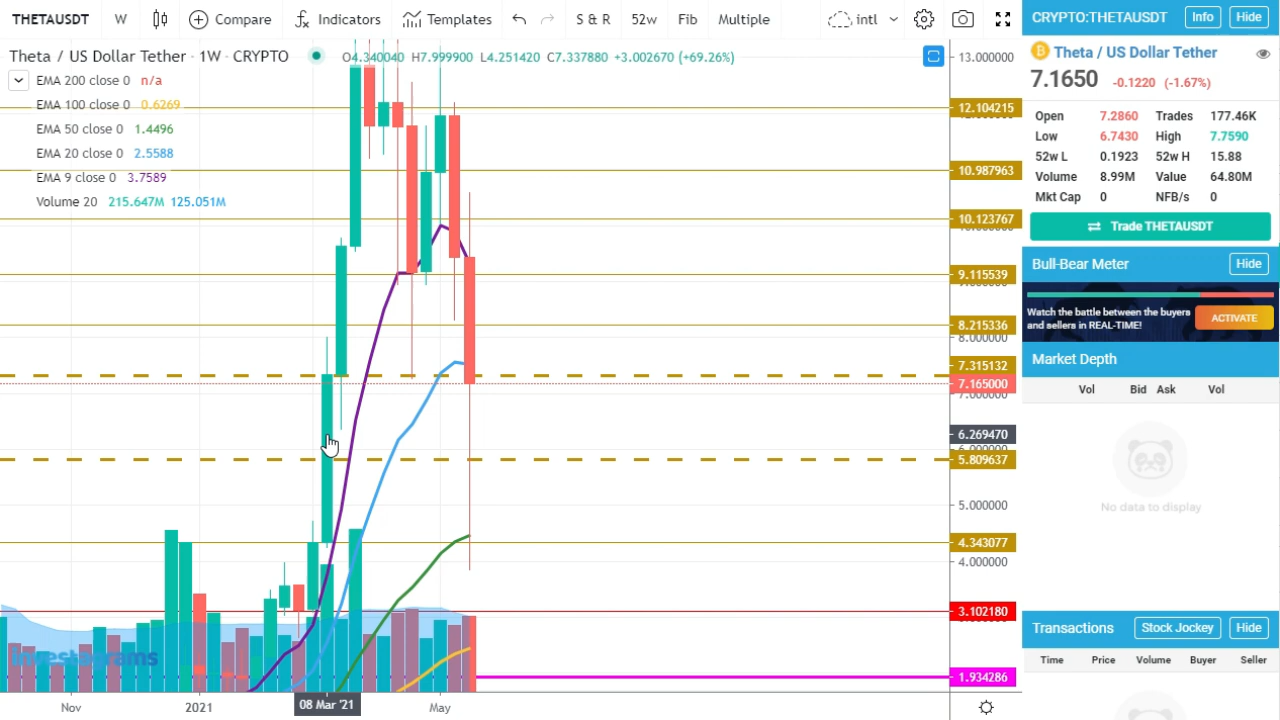 THETAUSDT W Compare Indicators Templates S & R 52w Fib Multiple intl
Theta / US Dollar Tether · 1W · CRYPTO O4.340040 H7.999900 L4.251420 C7.337880 +3.002670 (+69.26%)
EMA 200 close 0 n/a
EMA 100 close 0 0.6269
EMA 50 close 0 1.4496
EMA 20 close 0 2.5588
EMA 9 close 0 3.7589
Volume 20 215.647M 125.051M
13.000000
12.104215
10.987963
10.123767
9.115539
8.215336
8.000000
7.315132
7.165000
7.000000
6.269470
5.809637
5.000000
4.343077
4.000000
3.102180
1.934286
investagrams
Nov 2021 08 Mar '21 May
CRYPTO:THETAUSDT Info Hide
Theta / US Dollar Tether
7.1650 -0.1220 (-1.67%)
Open 7.2860 Trades 177.46K
Low 6.7430 High 7.7590
52w L 0.1923 52w H 15.88
Volume 8.99M Value 64.80M
Mkt Cap 0 NFB/s 0
Trade THETAUSDT
Bull-Bear Meter Hide
Watch the battle between the buyers
and sellers in REAL-TIME!
ACTIVATE
Market Depth
Vol Bid Ask Vol
No data to display
Transactions Stock Jockey Hide
Time Price Volume Buyer Seller